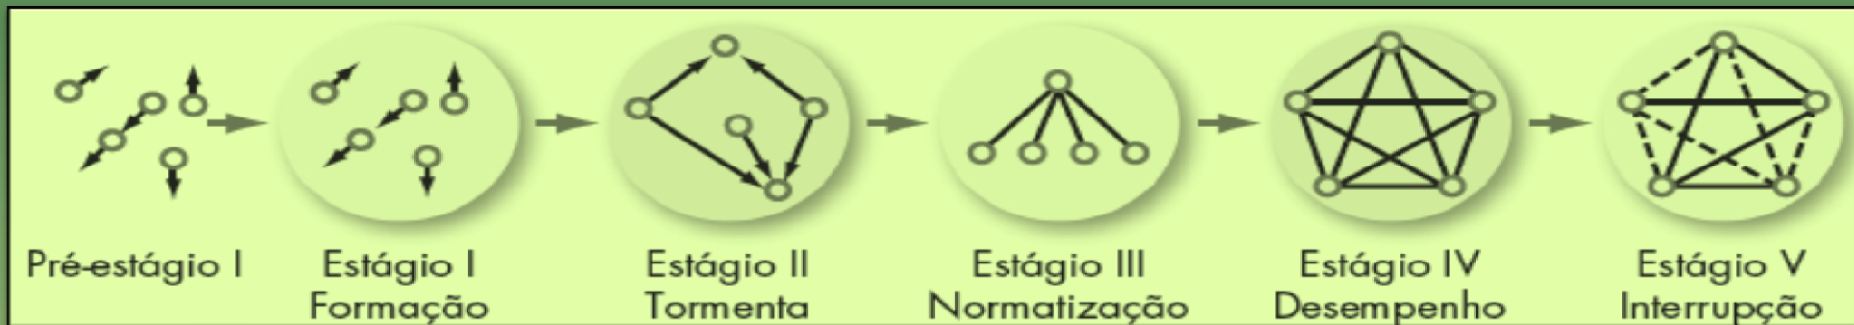 Pré-estágio I
Estágio I
Formação
Estágio II
Tormenta
Estágio III
Normatização
Estágio IV
Desempenho
Estágio V
Interrupção